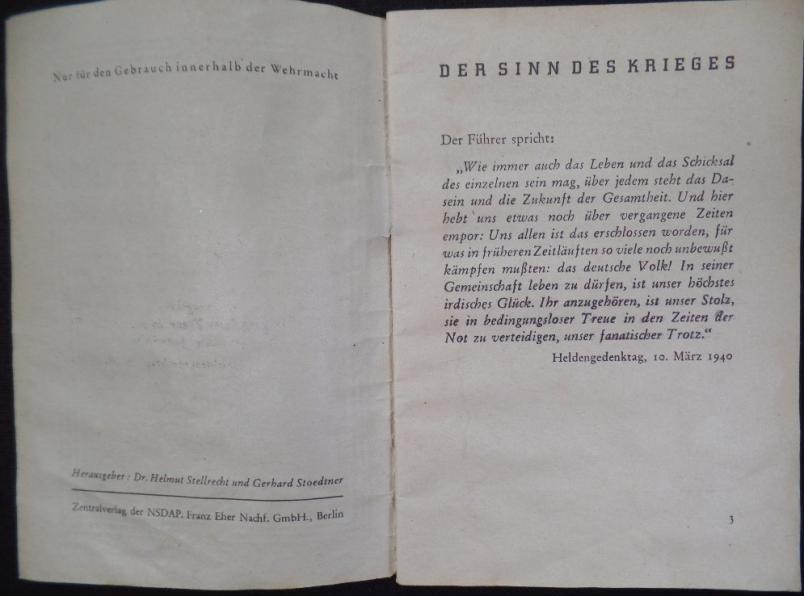 Nur für den Gebrauch innerhalb der Wehrmacht
Herausgeber: Dr. Helmut Stellrecht und Gerhard Stoedtner
Zentralverlag der NSDAP. Franz Eher Nachf. GmbH., Berlin
DER SINN DES KRIEGES
Der Führer spricht:
„Wie immer auch das Leben und das Schicksal
des einzelnen sein mag, über jedem steht das Da-
sein und die Zukunft der Gesamtheit. Und hier
hebt uns etwas noch über vergangene Zeiten
empor: Uns allen ist das erschlossen worden, für
was in früheren Zeitläuften so viele noch unbewußt
kämpfen mußten: das deutsche Volk! In seiner
Gemeinschaft leben zu dürfen, ist unser höchstes
irdisches Glück. Ihr anzugehören, ist unser Stolz,
sie in bedingungsloser Treue in den Zeiten der
Not zu verteidigen, unser fanatischer Trotz.“
Heldengedenktag, 10. März 1940
3